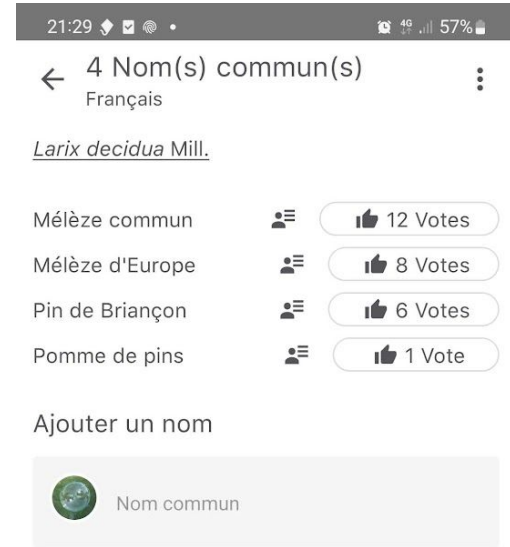 21:29 4G 57%
4 Nom(s) commun(s)
Français
Larix decidua Mill.
Mélèze commun 12 Votes
Mélèze d'Europe 8 Votes
Pin de Briançon 6 Votes
Pomme de pins 1 Vote
Ajouter un nom
Nom commun